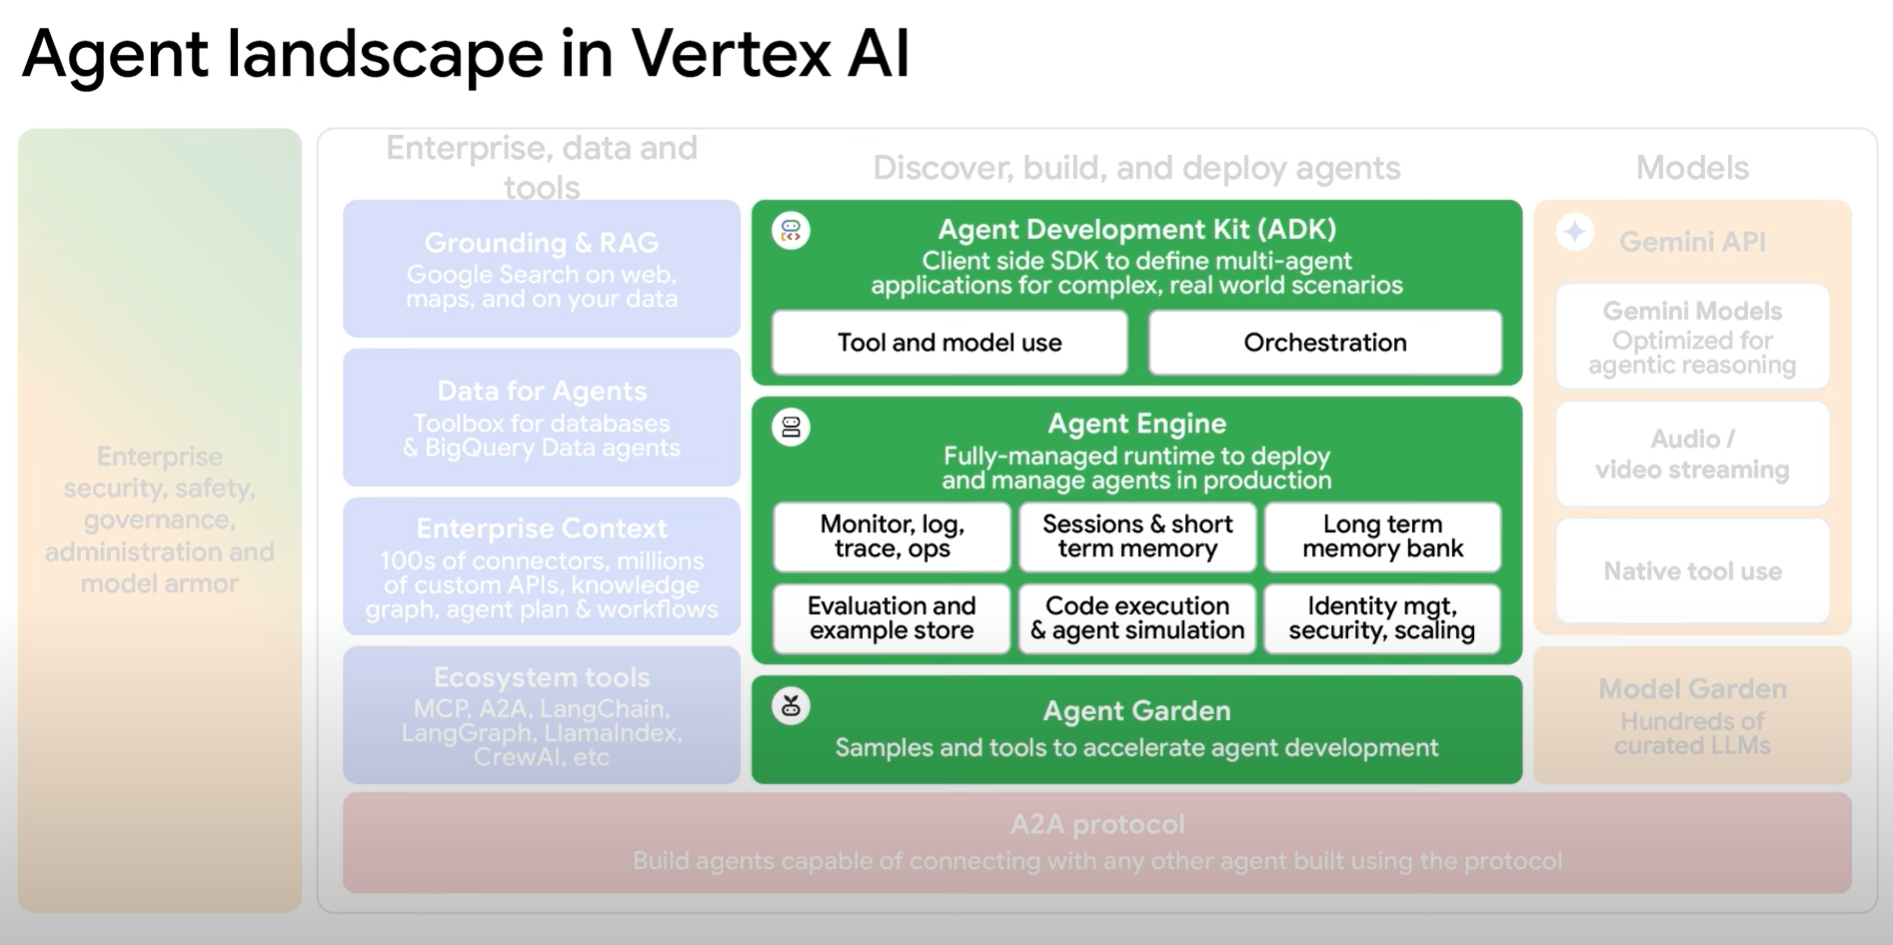 Agent landscape in Vertex AI
Enterprise
security, safety,
governance,
administration and
model armor
Enterprise, data and
tools
Grounding & RAG
Google Search on web,
maps, and on your data
Data for Agents
Toolbox for databases
& BigQuery Data agents
Enterprise Context
100s of connectors, millions
of custom APIs, knowledge
graph, agent plan & workflows
Ecosystem tools
MCP, A2A, LangChain,
LangGraph, LlamaIndex,
CrewAI, etc
Discover, build, and deploy agents
Agent Development Kit (ADK)
Client side SDK to define multi-agent
applications for complex, real world scenarios
Tool and model use
Orchestration
Agent Engine
Fully-managed runtime to deploy
and manage agents in production
Monitor, log,
trace, ops
Sessions & short
term memory
Long term
memory bank
Evaluation and
example store
Code execution
& agent simulation
Identity mgt,
security, scaling
Agent Garden
Samples and tools to accelerate agent development
Models
Gemini API
Gemini Models
Optimized for
agentic reasoning
Audio /
video streaming
Native tool use
Model Garden
Hundreds of
curated LLMs
A2A protocol
Build agents capable of connecting with any other agent built using the protocol